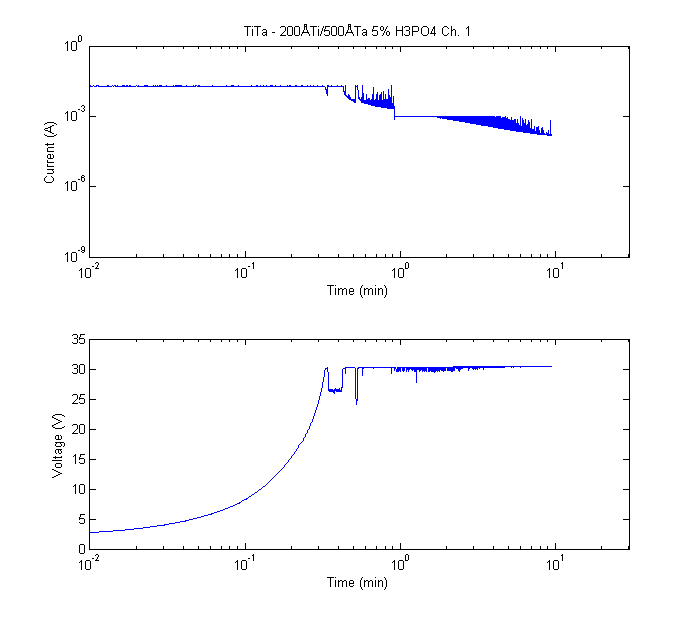 TiTa - 200ÅTi/500ÅTa 5% H3PO4 Ch. 1
10^0
10^-3
10^-6
10^-9
Current (A)
10^-2 10^-1 10^0 10^1
Time (min)
35
30
25
20
15
10
5
0
Voltage (V)
10^-2 10^-1 10^0 10^1
Time (min)